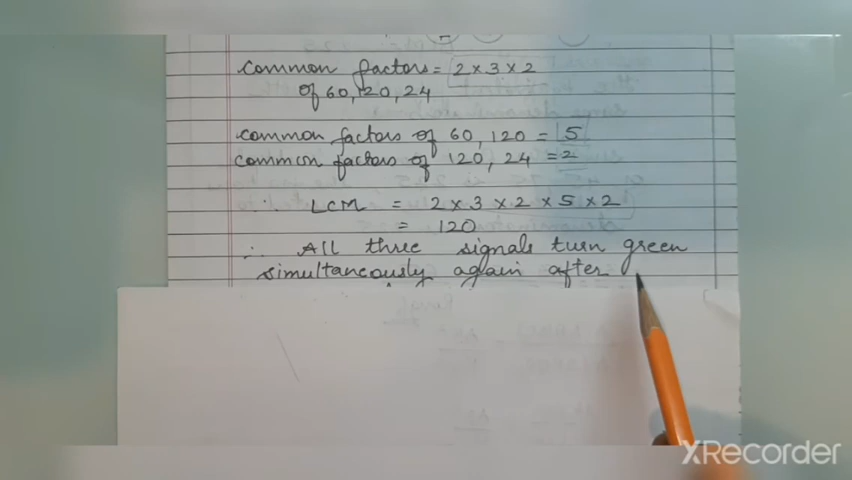 common factors = 2 × 3 × 2
of 60, 120, 24
common factors of 60, 120 = 5
common factors of 120, 24 = 2
∴ LCM = 2 × 3 × 2 × 5 × 2
= 120
∴ All three signals turn green
simultaneously again after
XRecorder